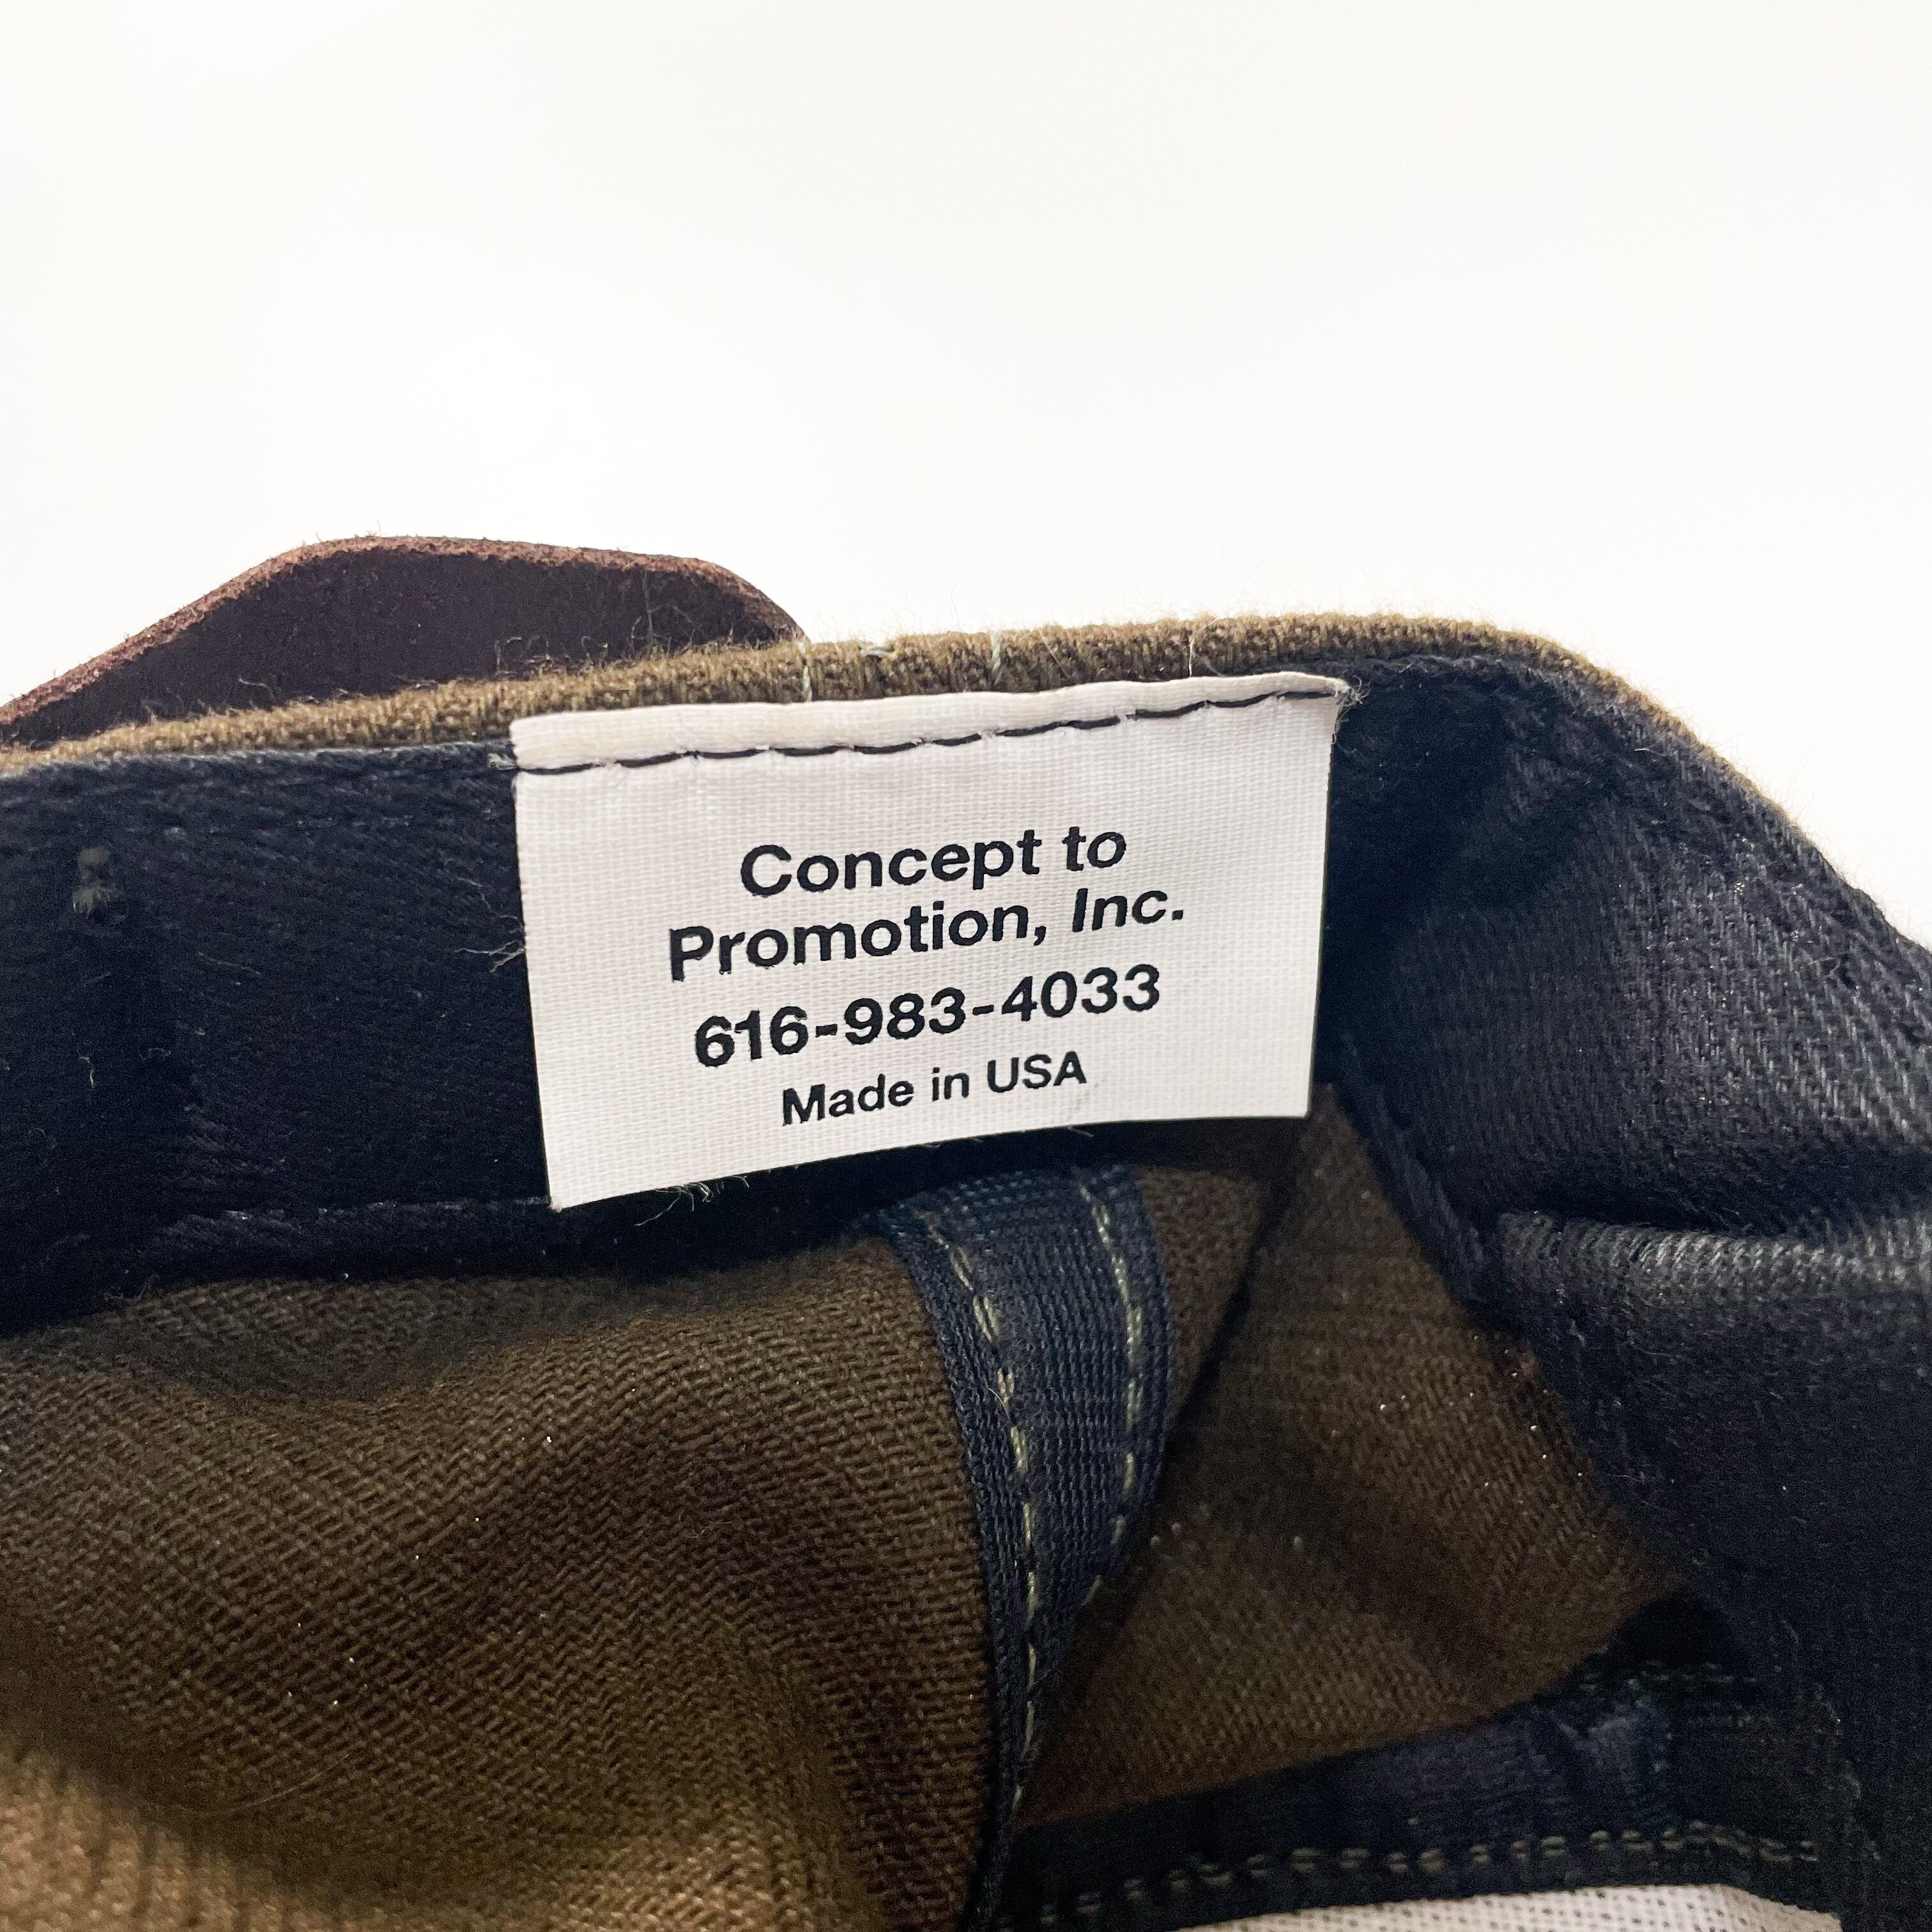 Concept to
Promotion, Inc.
616-983-4033
Made in USA